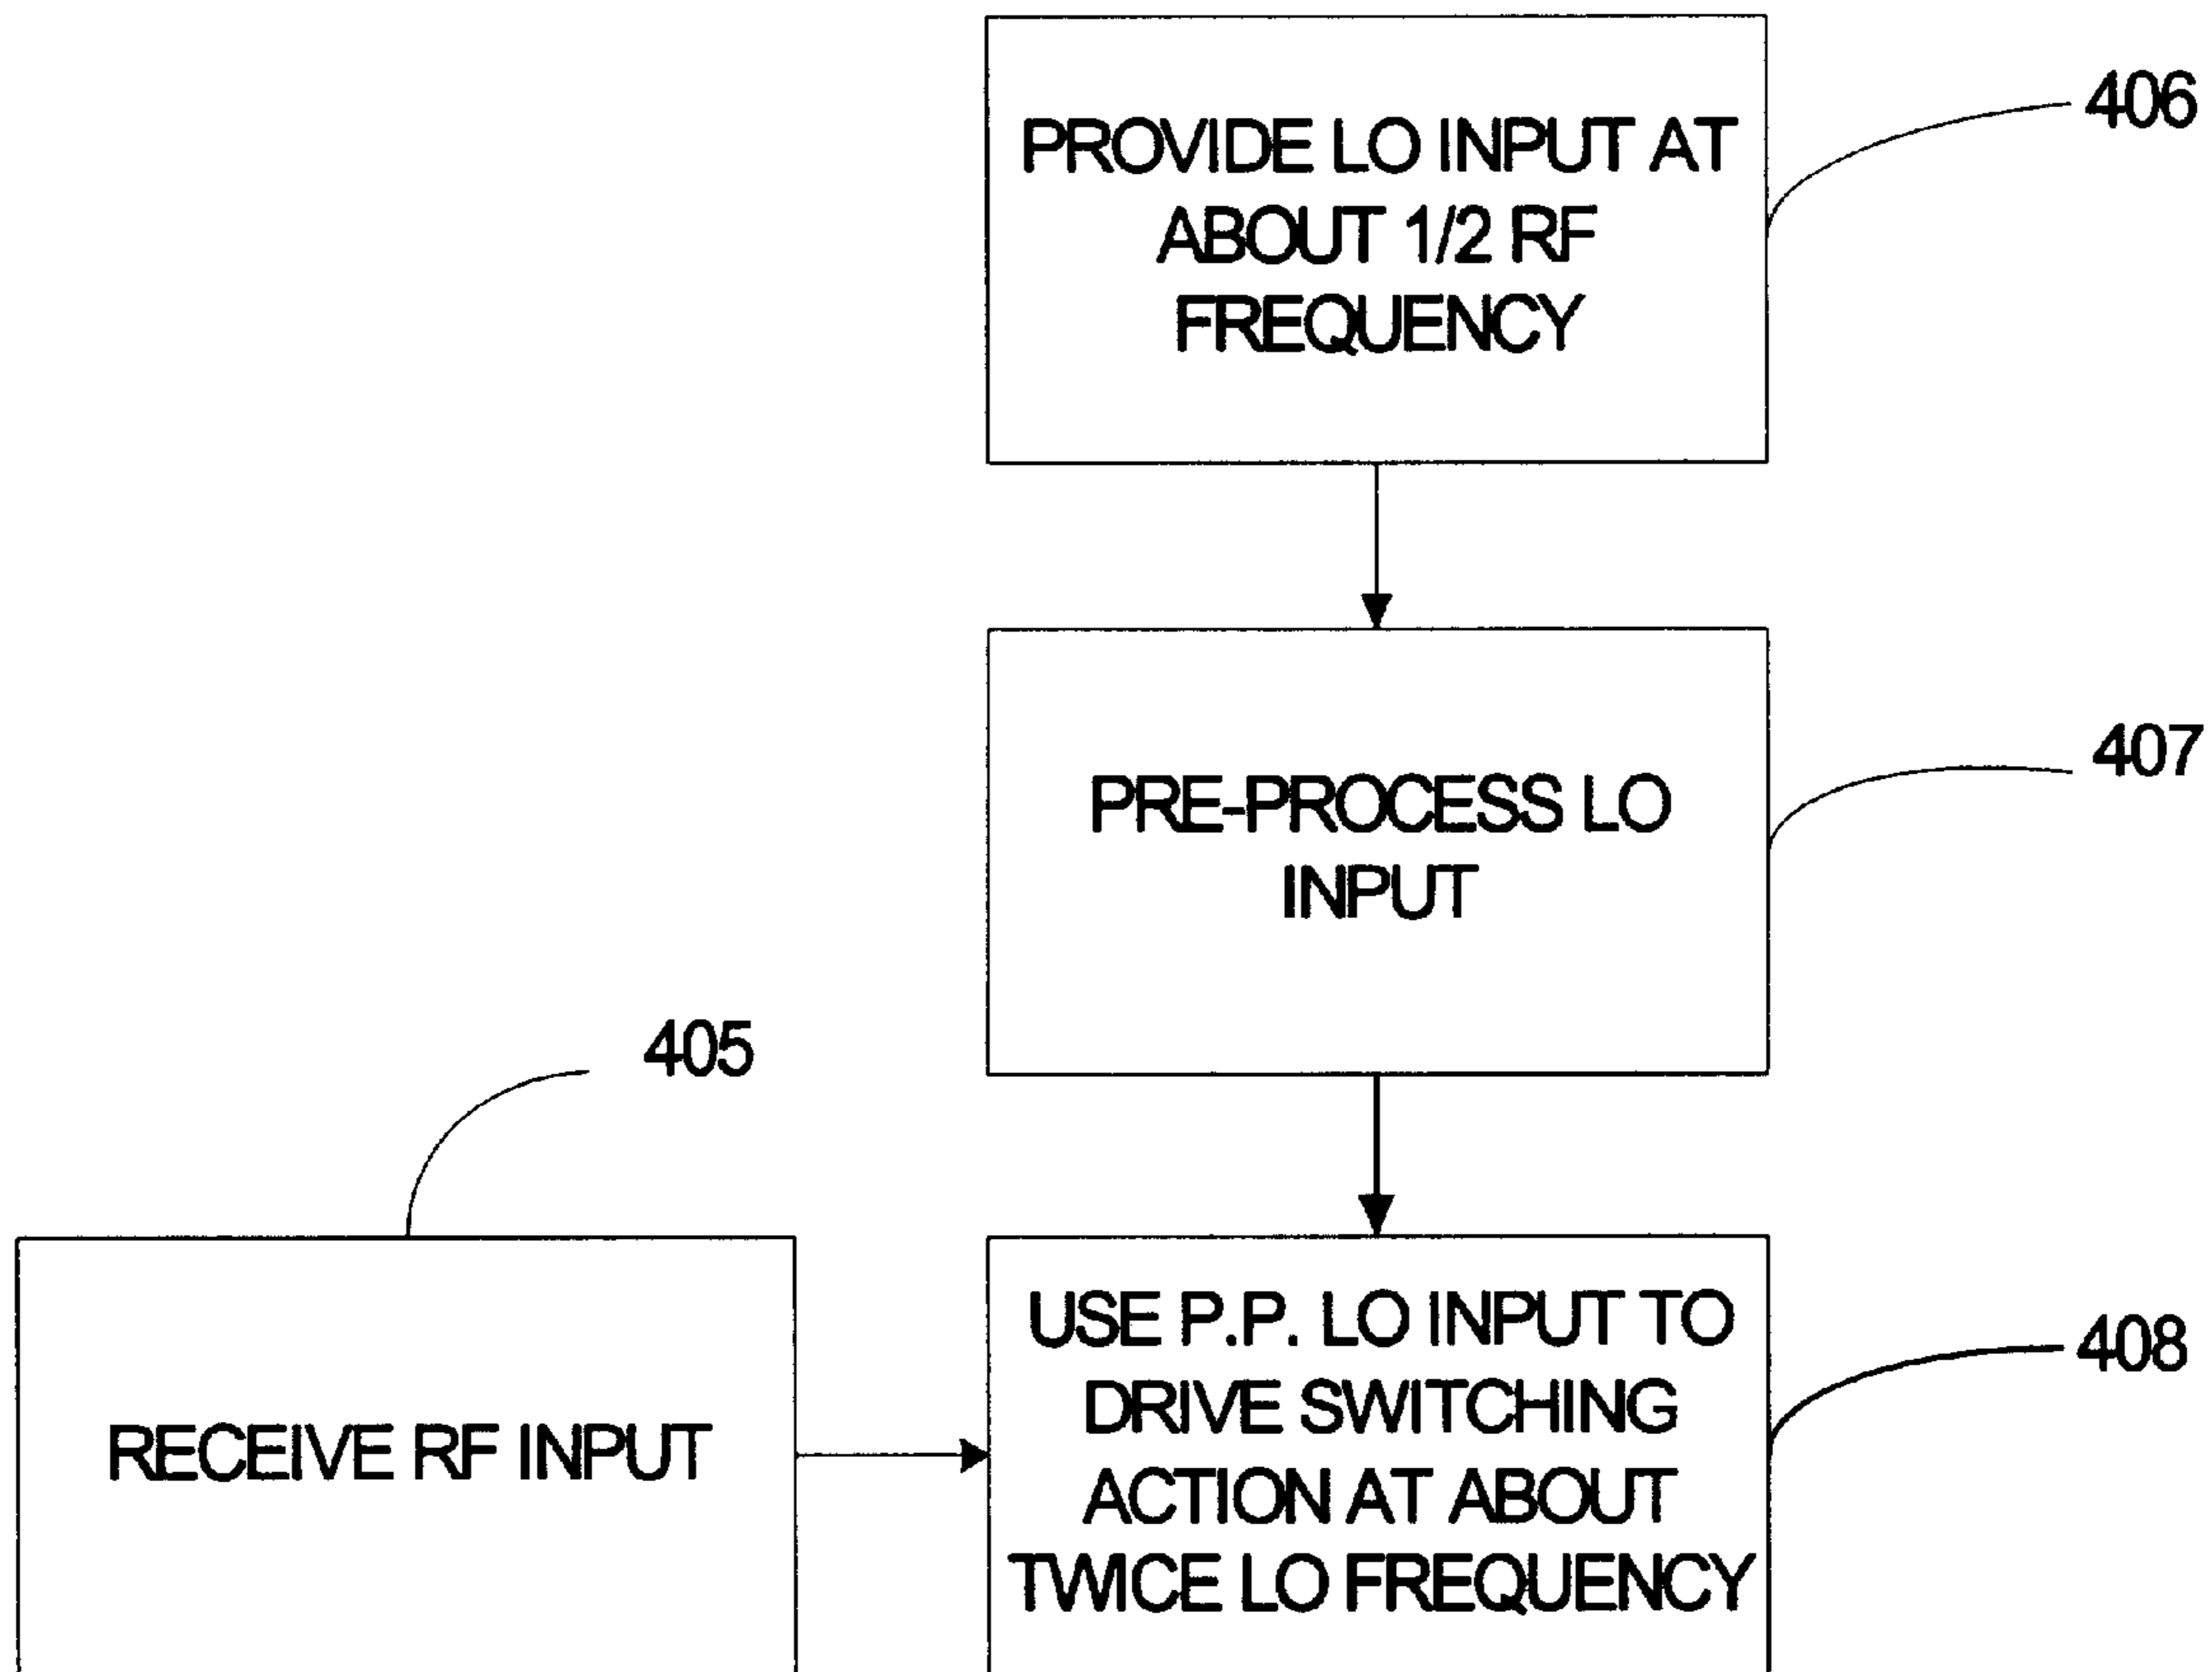 PROVIDE LO INPUT AT
ABOUT 1/2 RF
FREQUENCY
406
PRE-PROCESS LO
INPUT
407
405
RECEIVE RF INPUT
USE P.P. LO INPUT TO
DRIVE SWITCHING
ACTION AT ABOUT
TWICE LO FREQUENCY
408